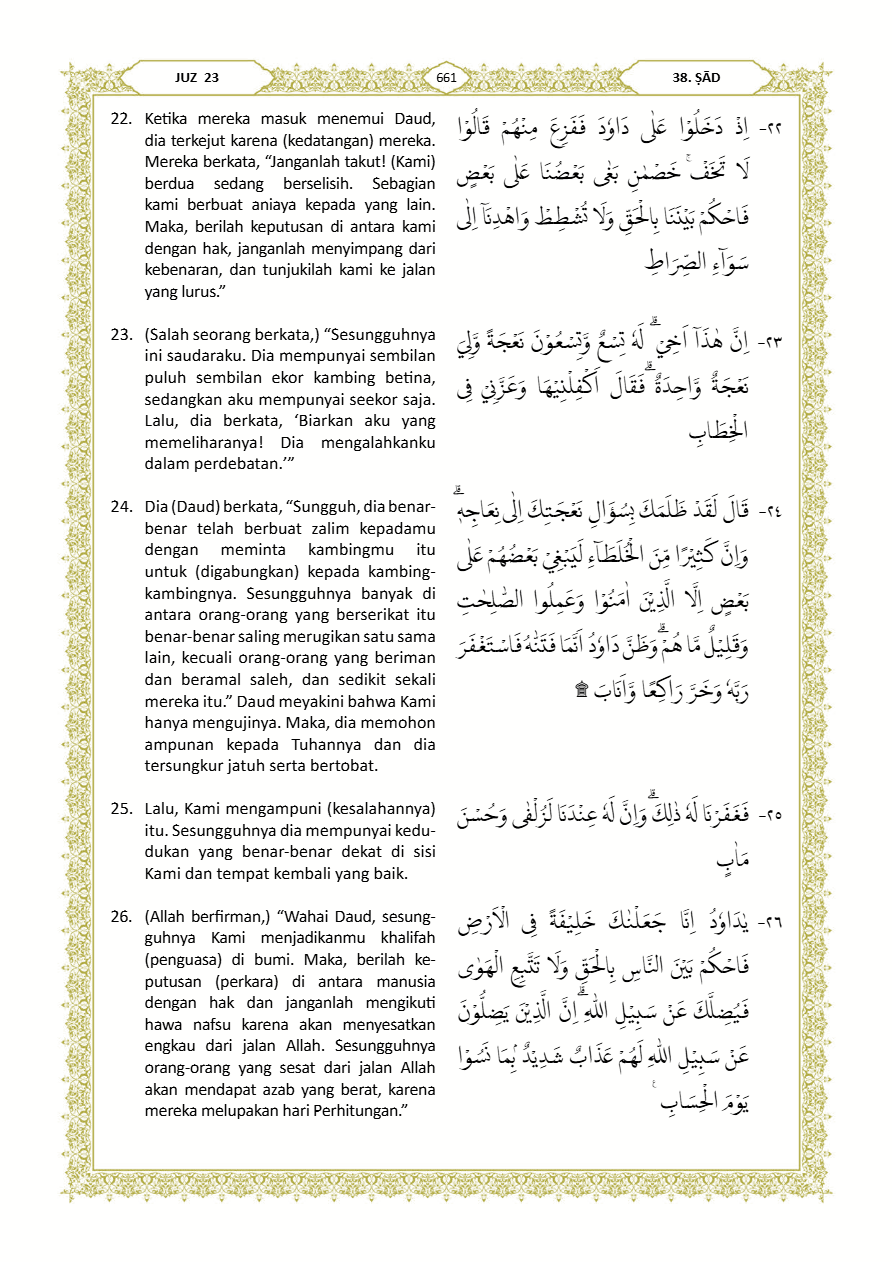 JUZ 23
661
38. ṢĀD
22. Ketika mereka masuk menemui Daud,
dia terkejut karena (kedatangan) mereka.
Mereka berkata, “Janganlah takut! (Kami)
berdua sedang berselisih. Sebagian
kami berbuat aniaya kepada yang lain.
Maka, berilah keputusan di antara kami
dengan hak, janganlah menyimpang dari
kebenaran, dan tunjukilah kami ke jalan
yang lurus.”
٢٢- اِذْ دَخَلُوْا عَلٰى دَاوٗدَ فَفَزِعَ مِنْهُمْ قَالُوْا
لَا تَخَفْۚ خَصْمٰنِ بَغٰى بَعْضُنَا عَلٰى بَعْضٍ
فَاحْكُمْ بَيْنَنَا بِالْحَقِّ وَلَا تُشْطِطْ وَاهْدِنَآ اِلٰى
سَوَاۤءِ الصِّرَاطِ
23. (Salah seorang berkata,) “Sesungguhnya
ini saudaraku. Dia mempunyai sembilan
puluh sembilan ekor kambing betina,
sedangkan aku mempunyai seekor saja.
Lalu, dia berkata, ‘Biarkan aku yang
memeliharanya! Dia mengalahkanku
dalam perdebatan.’”
٢٣- اِنَّ هٰذَآ اَخِيْ ۗ لَهٗ تِسْعٌ وَّتِسْعُوْنَ نَعْجَةً وَّلِيَ
نَعْجَةٌ وَّاحِدَةٌ ۗ فَقَالَ اَكْفِلْنِيْهَا وَعَزَّنِيْ فِى
الْخِطَابِ
24. Dia (Daud) berkata, “Sungguh, dia benar-
benar telah berbuat zalim kepadamu
dengan meminta kambingmu itu
untuk (digabungkan) kepada kambing-
kambingnya. Sesungguhnya banyak di
antara orang-orang yang berserikat itu
benar-benar saling merugikan satu sama
lain, kecuali orang-orang yang beriman
dan beramal saleh, dan sedikit sekali
mereka itu.” Daud meyakini bahwa Kami
hanya mengujinya. Maka, dia memohon
ampunan kepada Tuhannya dan dia
tersungkur jatuh serta bertobat.
٢٤- قَالَ لَقَدْ ظَلَمَكَ بِسُؤَالِ نَعْجَتِكَ اِلٰى نِعَاجِهٖۗ
وَاِنَّ كَثِيْرًا مِّنَ الْخُلَطَاۤءِ لَيَبْغِيْ بَعْضُهُمْ عَلٰى
بَعْضٍ اِلَّا الَّذِيْنَ اٰمَنُوْا وَعَمِلُوا الصّٰلِحٰتِ
وَقَلِيْلٌ مَّا هُمْۗ وَظَنَّ دَاوٗدُ اَنَّمَا فَتَنّٰهُ فَاسْتَغْفَرَ
رَبَّهٗ وَخَرَّ رَاكِعًا وَّاَنَابَ ۩
25. Lalu, Kami mengampuni (kesalahannya)
itu. Sesungguhnya dia mempunyai kedu-
dukan yang benar-benar dekat di sisi
Kami dan tempat kembali yang baik.
٢٥- فَغَفَرْنَا لَهٗ ذٰلِكَۗ وَاِنَّ لَهٗ عِنْدَنَا لَزُلْفٰى وَحُسْنَ
مَاٰبٍ
26. (Allah berfirman,) “Wahai Daud, sesung-
guhnya Kami menjadikanmu khalifah
(penguasa) di bumi. Maka, berilah ke-
putusan (perkara) di antara manusia
dengan hak dan janganlah mengikuti
hawa nafsu karena akan menyesatkan
engkau dari jalan Allah. Sesungguhnya
orang-orang yang sesat dari jalan Allah
akan mendapat azab yang berat, karena
mereka melupakan hari Perhitungan.”
٢٦- يٰدَاوٗدُ اِنَّا جَعَلْنٰكَ خَلِيْفَةً فِى الْاَرْضِ
فَاحْكُمْ بَيْنَ النَّاسِ بِالْحَقِّ وَلَا تَتَّبِعِ الْهَوٰى
فَيُضِلَّكَ عَنْ سَبِيْلِ اللّٰهِ ۗاِنَّ الَّذِيْنَ يَضِلُّوْنَ
عَنْ سَبِيْلِ اللّٰهِ لَهُمْ عَذَابٌ شَدِيْدٌۢ بِمَا نَسُوْا
يَوْمَ الْحِسَابِ ࣖ